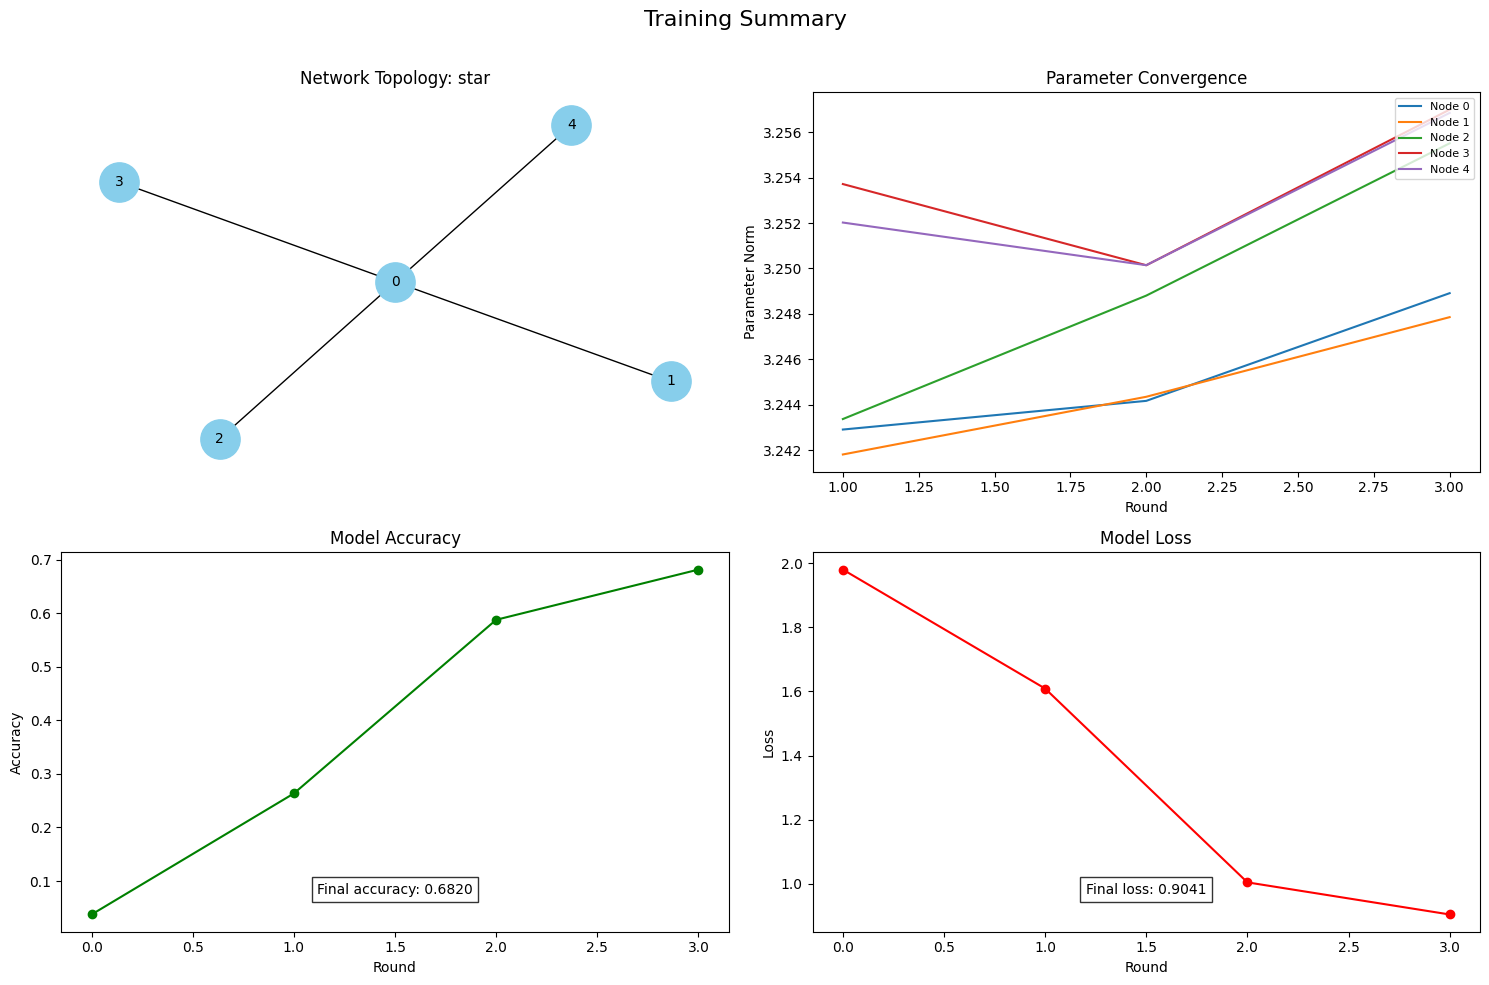 Training Summary
Network Topology: star
4
3
0
1
2
Parameter Convergence
Node 0
Node 1
Node 2
Node 3
Node 4
3.256
3.254
3.252
3.250
3.248
3.246
3.244
3.242
Parameter Norm
1.00 1.25 1.50 1.75 2.00 2.25 2.50 2.75 3.00
Round
Model Accuracy
0.7
0.6
0.5
0.4
0.3
0.2
0.1
Accuracy
Final accuracy: 0.6820
0.0 0.5 1.0 1.5 2.0 2.5 3.0
Round
Model Loss
2.0
1.8
1.6
1.4
1.2
1.0
Loss
Final loss: 0.9041
0.0 0.5 1.0 1.5 2.0 2.5 3.0
Round